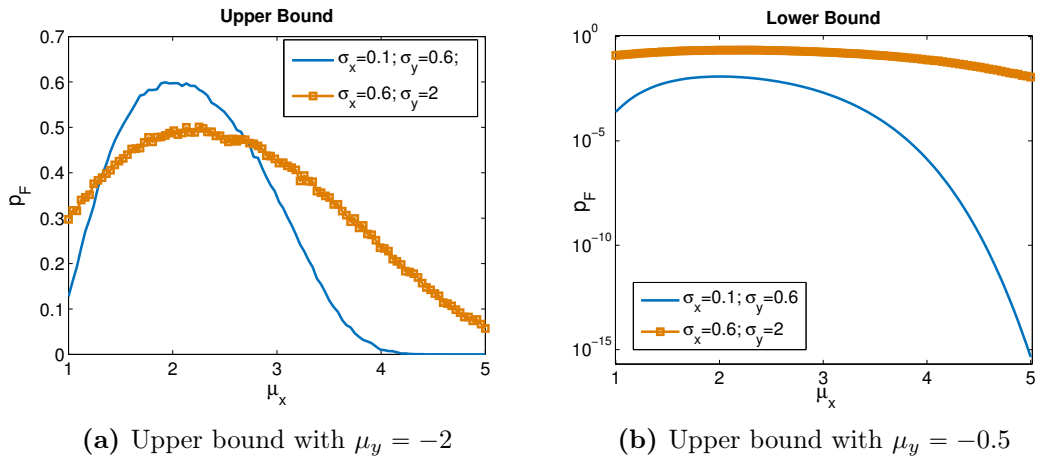 Upper Bound
0.7
0.6
0.5
0.4
0.3
0.2
0.1
0
p_F
σ_x=0.1; σ_y=0.6;
σ_x=0.6; σ_y=2
1 2 3 4 5
μ_x
(a) Upper bound with μ_y = −2
Lower Bound
10^0
10^−5
10^−10
10^−15
p_F
σ_x=0.1; σ_y=0.6
σ_x=0.6; σ_y=2
1 2 3 4 5
μ_x
(b) Upper bound with μ_y = −0.5